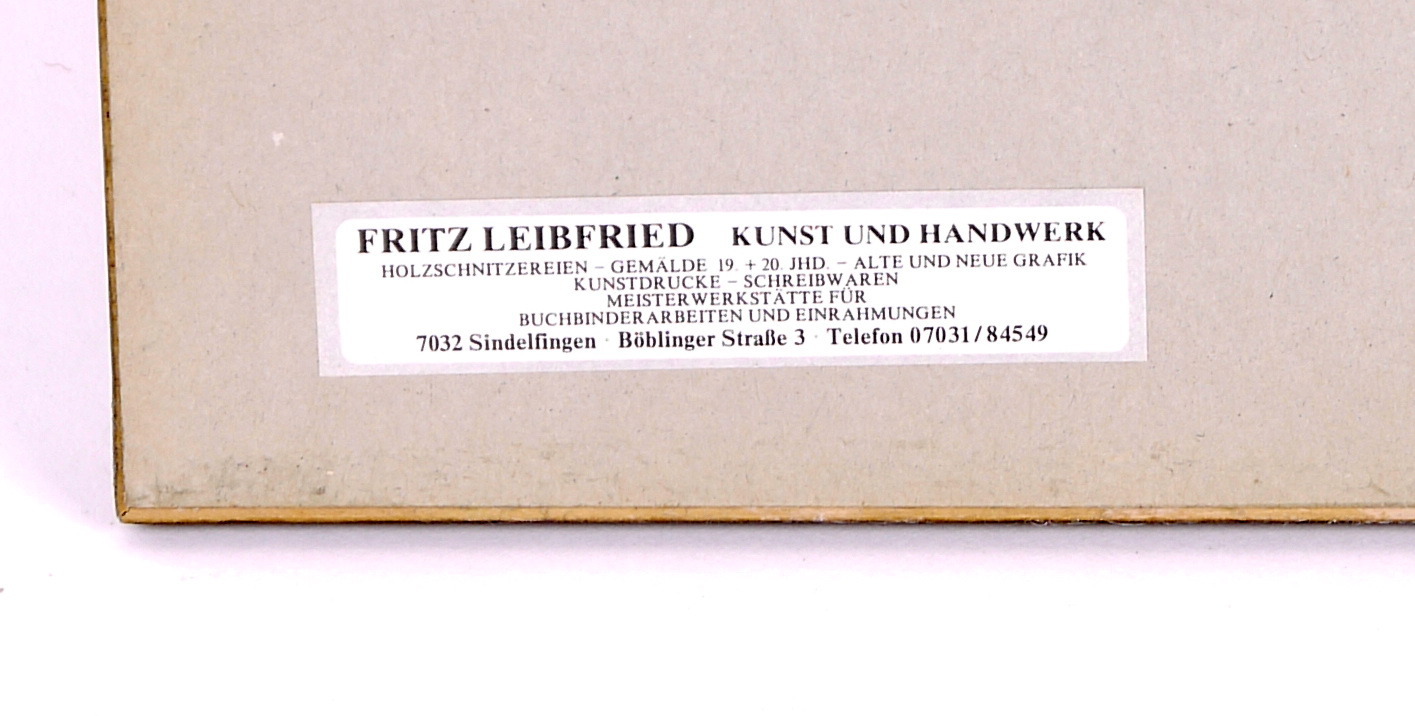 FRITZ LEIBFRIED KUNST UND HANDWERK
HOLZSCHNITZEREIEN – GEMÄLDE 19. + 20. JHD. – ALTE UND NEUE GRAFIK
KUNSTDRUCKE – SCHREIBWAREN
MEISTERWERKSTÄTTE FÜR
BUCHBINDERARBEITEN UND EINRAHMUNGEN
7032 Sindelfingen · Böblinger Straße 3 · Telefon 07031/84549